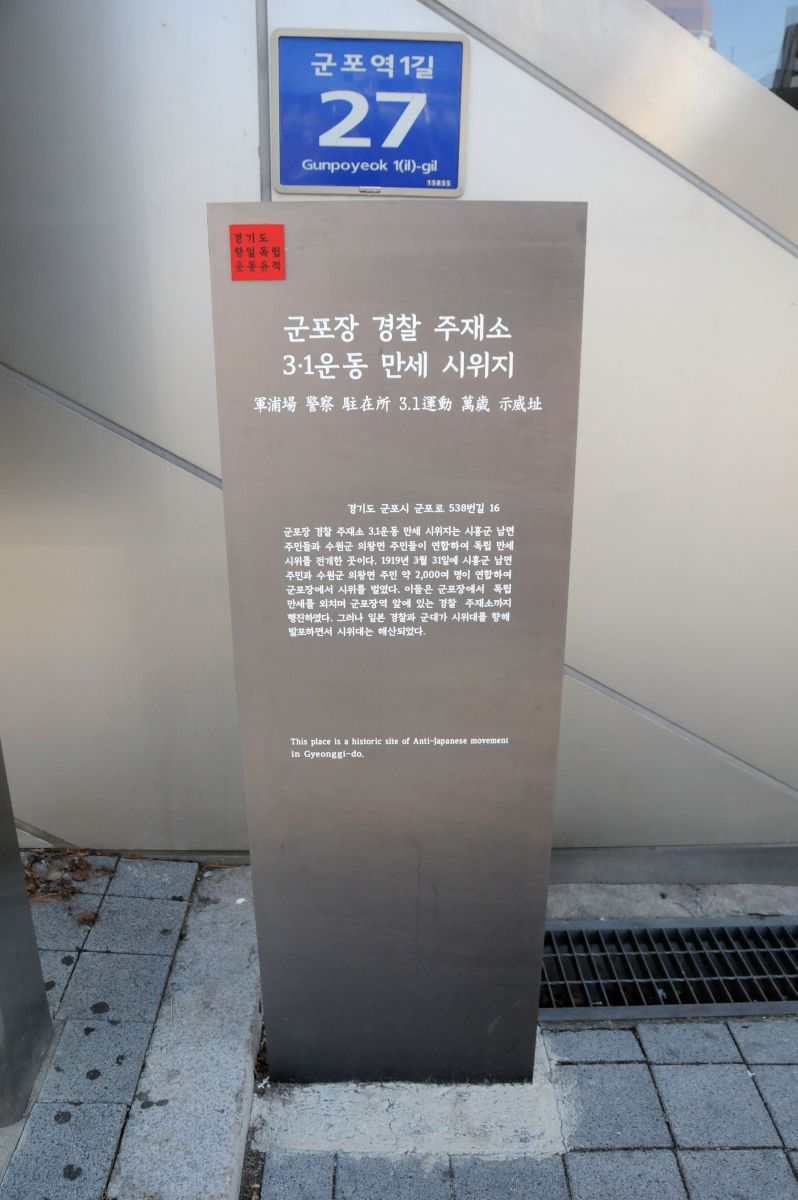 군포역1길
27
Gunpoyeok 1(il)-gil
15855
경기도
항일독립
운동유적
군포장 경찰 주재소
3·1운동 만세 시위지
軍浦場 警察 駐在所 3.1運動 萬歲 示威址
경기도 군포시 군포로 538번길 16
군포장 경찰 주재소 3.1운동 만세 시위지는 시흥군 남면
주민들과 수원군 의왕면 주민들이 연합하여 독립 만세
시위를 전개한 곳이다. 1919년 3월 31일에 시흥군 남면
주민과 수원군 의왕면 주민 약 2,000여 명이 연합하여
군포장에서 시위를 벌였다. 이들은 군포장에서 독립
만세를 외치며 군포장역 앞에 있는 경찰 주재소까지
행진하였다. 그러나 일본 경찰과 군대가 시위대를 향해
발포하면서 시위대는 해산되었다.
This place is a historic site of Anti-Japanese movement
in Gyeonggi-do.